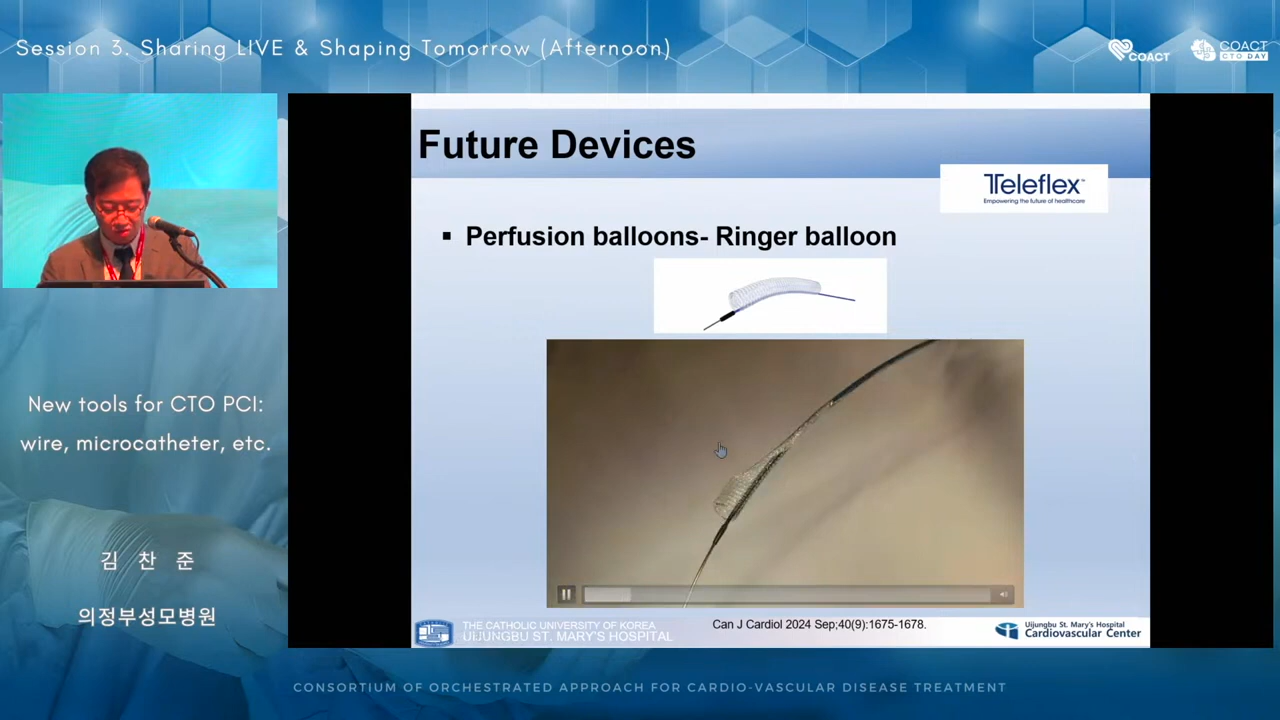 Session 3. Sharing LIVE & Shaping Tomorrow (Afternoon)
COACT
COACT
CTO DAY
Future Devices
Teleflex™
Empowering the future of healthcare
▪ Perfusion balloons- Ringer balloon
New tools for CTO PCI:
wire, microcatheter, etc.
김 찬 준
의정부성모병원
THE CATHOLIC UNIVERSITY OF KOREA
UIJUNGBU ST. MARY'S HOSPITAL
Can J Cardiol 2024 Sep;40(9):1675-1678.
Uijungbu St. Mary's Hospital
Cardiovascular Center
CONSORTIUM OF ORCHESTRATED APPROACH FOR CARDIO-VASCULAR DISEASE TREATMENT